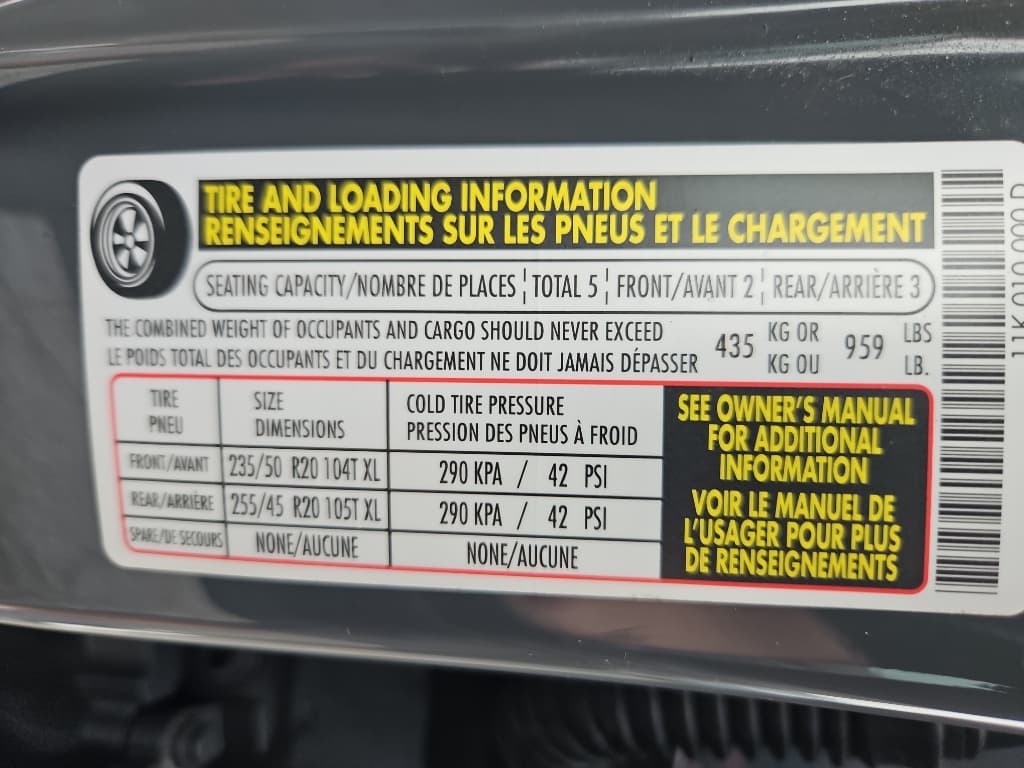 TIRE AND LOADING INFORMATION
RENSEIGNEMENTS SUR LES PNEUS ET LE CHARGEMENT
SEATING CAPACITY/NOMBRE DE PLACES ¦ TOTAL 5 ¦ FRONT/AVANT 2 ¦ REAR/ARRIÈRE 3
THE COMBINED WEIGHT OF OCCUPANTS AND CARGO SHOULD NEVER EXCEED
LE POIDS TOTAL DES OCCUPANTS ET DU CHARGEMENT NE DOIT JAMAIS DÉPASSER
435 KG OR 959 LBS
KG OU LB.
TIRE SIZE COLD TIRE PRESSURE
PNEU DIMENSIONS PRESSION DES PNEUS À FROID
FRONT/AVANT 235/50 R20 104T XL 290 KPA / 42 PSI
REAR/ARRIÈRE 255/45 R20 105T XL 290 KPA / 42 PSI
SPARE/DE SECOURS NONE/AUCUNE NONE/AUCUNE
SEE OWNER'S MANUAL
FOR ADDITIONAL
INFORMATION
VOIR LE MANUEL DE
L'USAGER POUR PLUS
DE RENSEIGNEMENTS
11K010000D